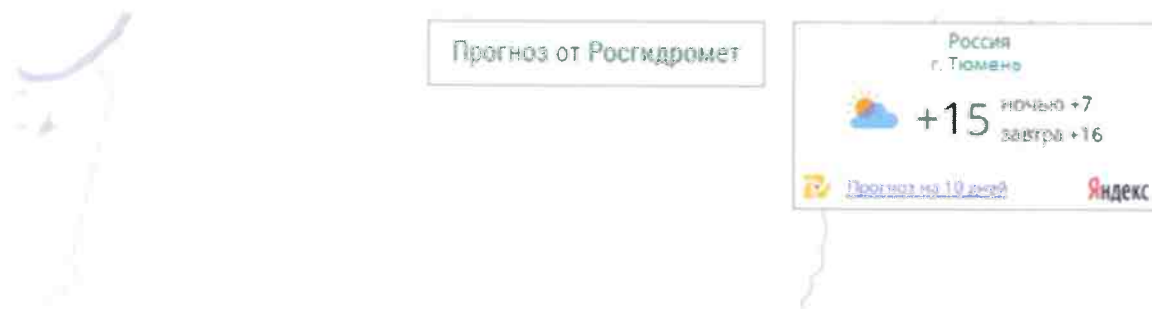 Прогноз от Росгидромет
Россия
г. Тюмень
+15
ночью +7
завтра +16
Прогноз на 10 дней
Яндекс